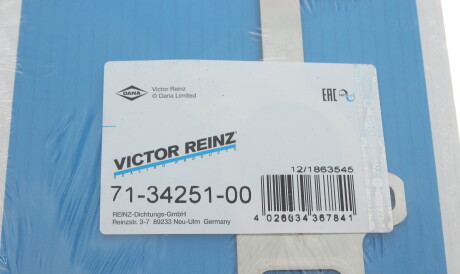 DANA
Victor Reinz
© Dana Limited
EAC
VICTOR REINZ®
12/1863545
71-34251-00
REINZ-Dichtungs-GmbH
Reinzstr. 3-7 89233 Neu-Ulm Germany
4 026634 367841